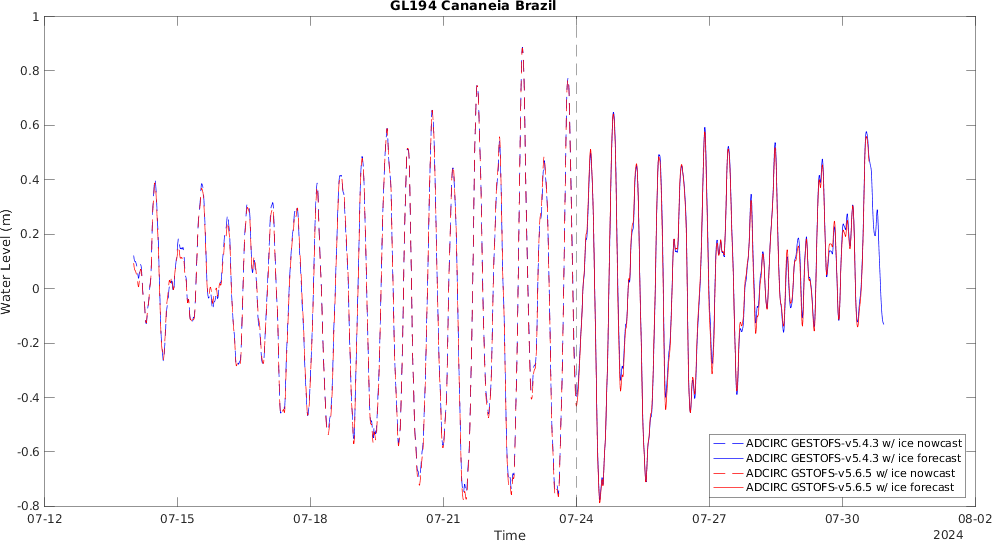 GL194 Cananeia Brazil
1
0.8
0.6
0.4
0.2
0
-0.2
-0.4
-0.6
-0.8
Water Level (m)
ADCIRC GESTOFS-v5.4.3 w/ ice nowcast
ADCIRC GESTOFS-v5.4.3 w/ ice forecast
ADCIRC GSTOFS-v5.6.5 w/ ice nowcast
ADCIRC GSTOFS-v5.6.5 w/ ice forecast
07-12 07-15 07-18 07-21 07-24 07-27 07-30 08-02
Time
2024